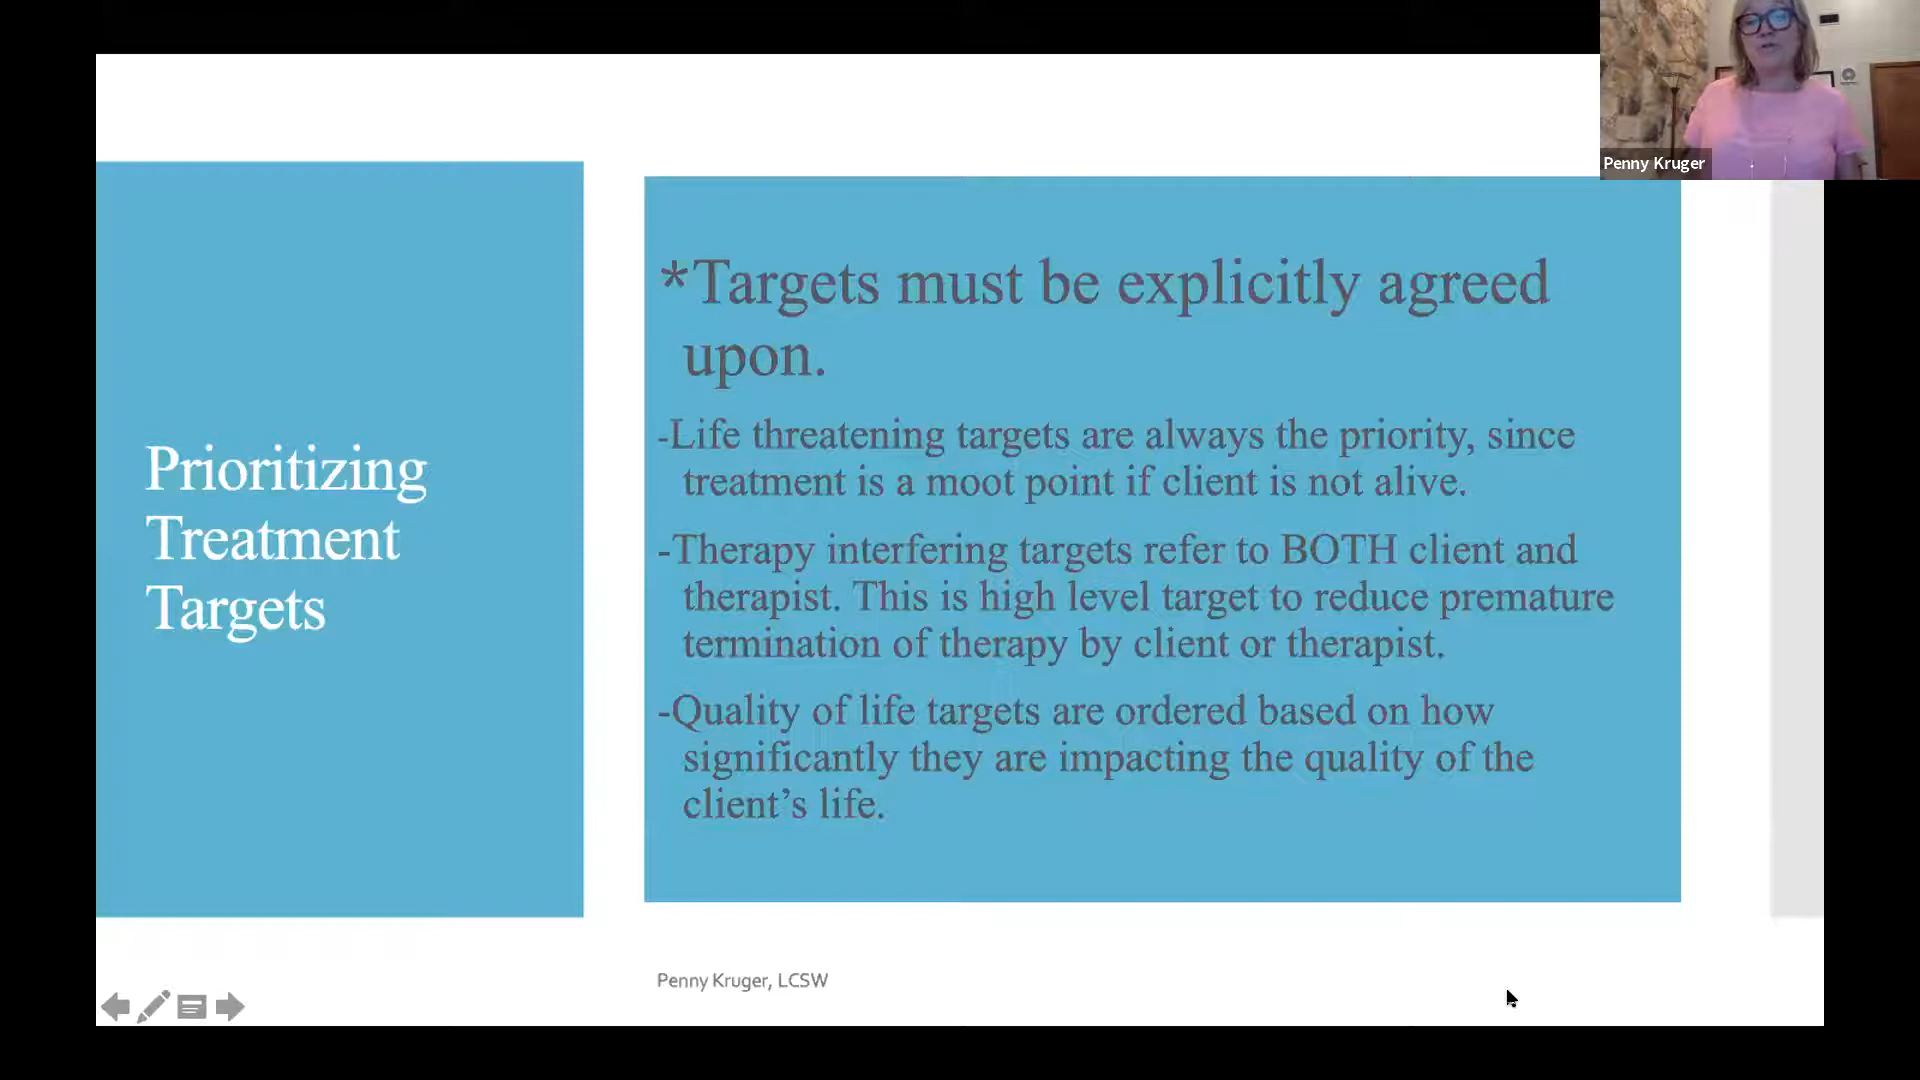 Penny Kruger
Prioritizing
Treatment
Targets
*Targets must be explicitly agreed
upon.
-Life threatening targets are always the priority, since
treatment is a moot point if client is not alive.
-Therapy interfering targets refer to BOTH client and
therapist. This is high level target to reduce premature
termination of therapy by client or therapist.
-Quality of life targets are ordered based on how
significantly they are impacting the quality of the
client’s life.
Penny Kruger, LCSW